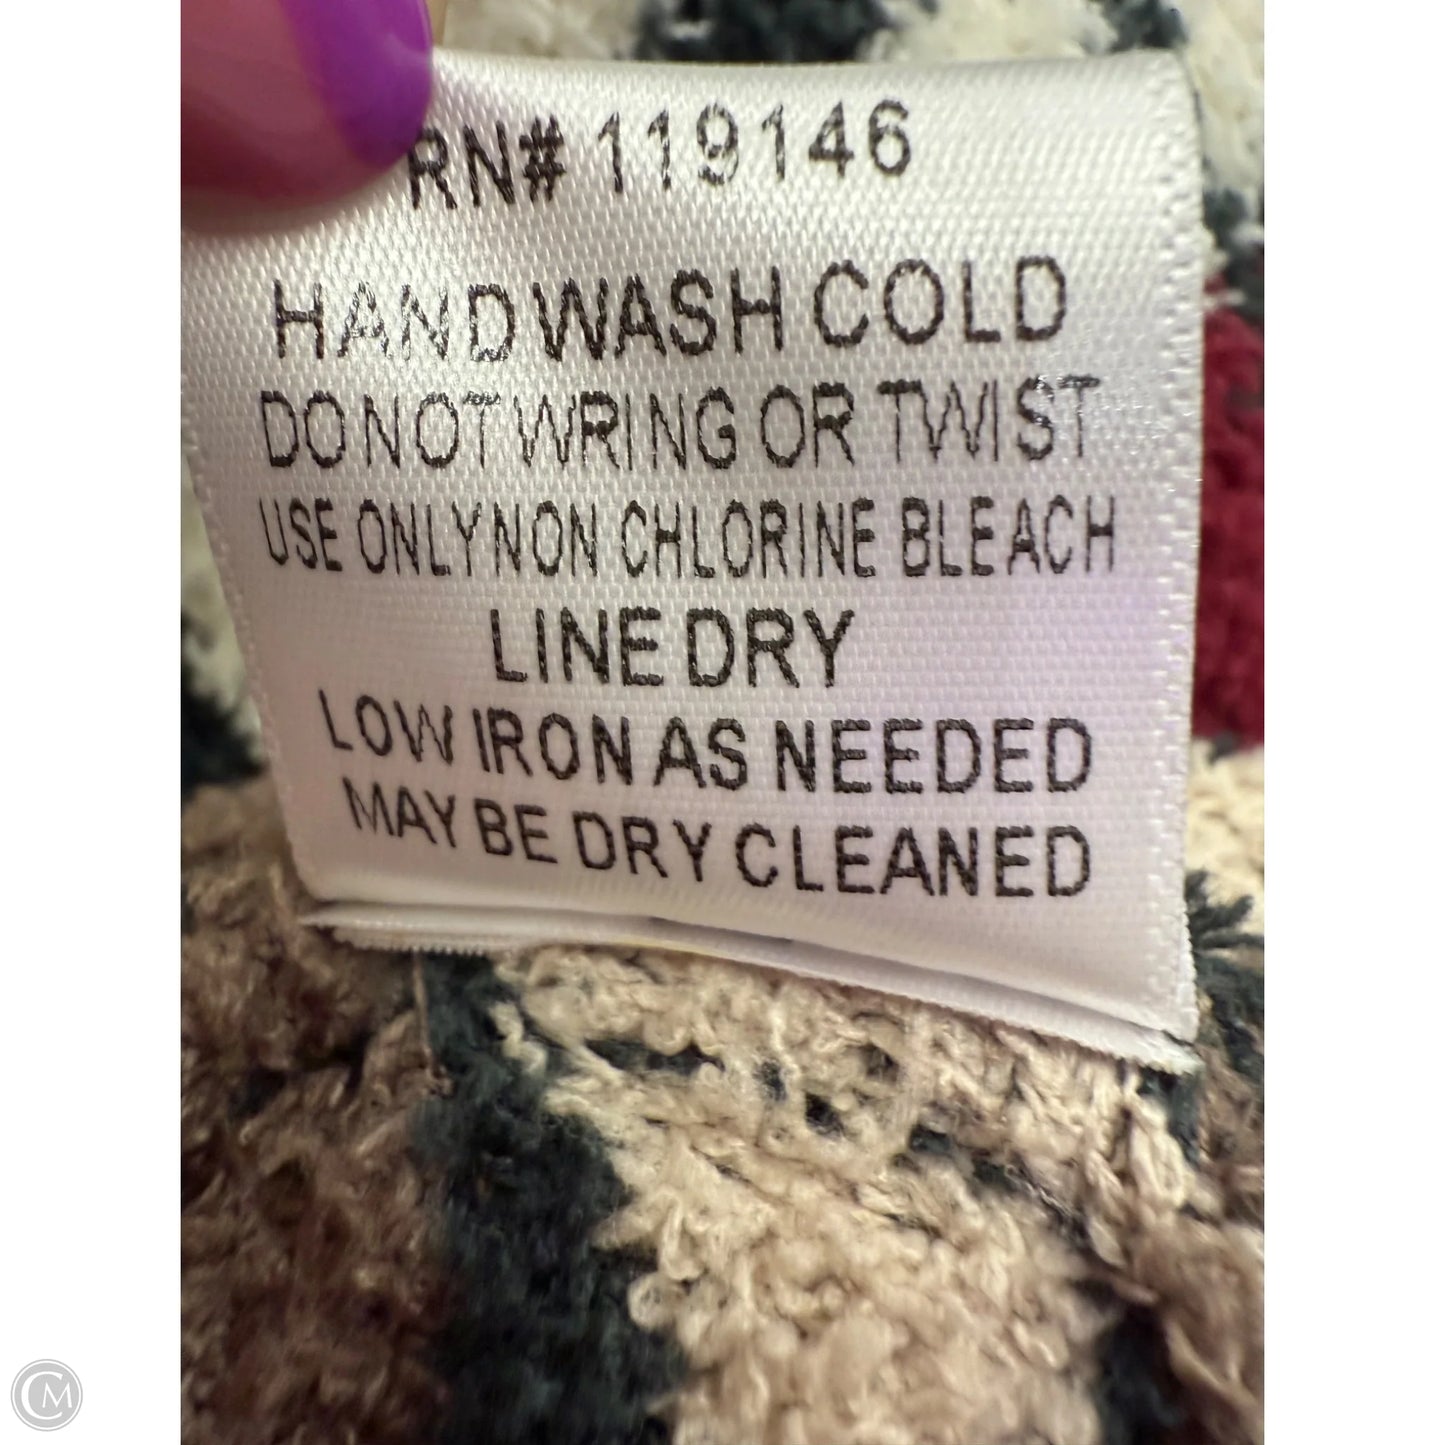 RN# 119146
HAND WASH COLD
DO NOT WRING OR TWIST
USE ONLY NON CHLORINE BLEACH
LINE DRY
LOW IRON AS NEEDED
MAY BE DRY CLEANED
CM